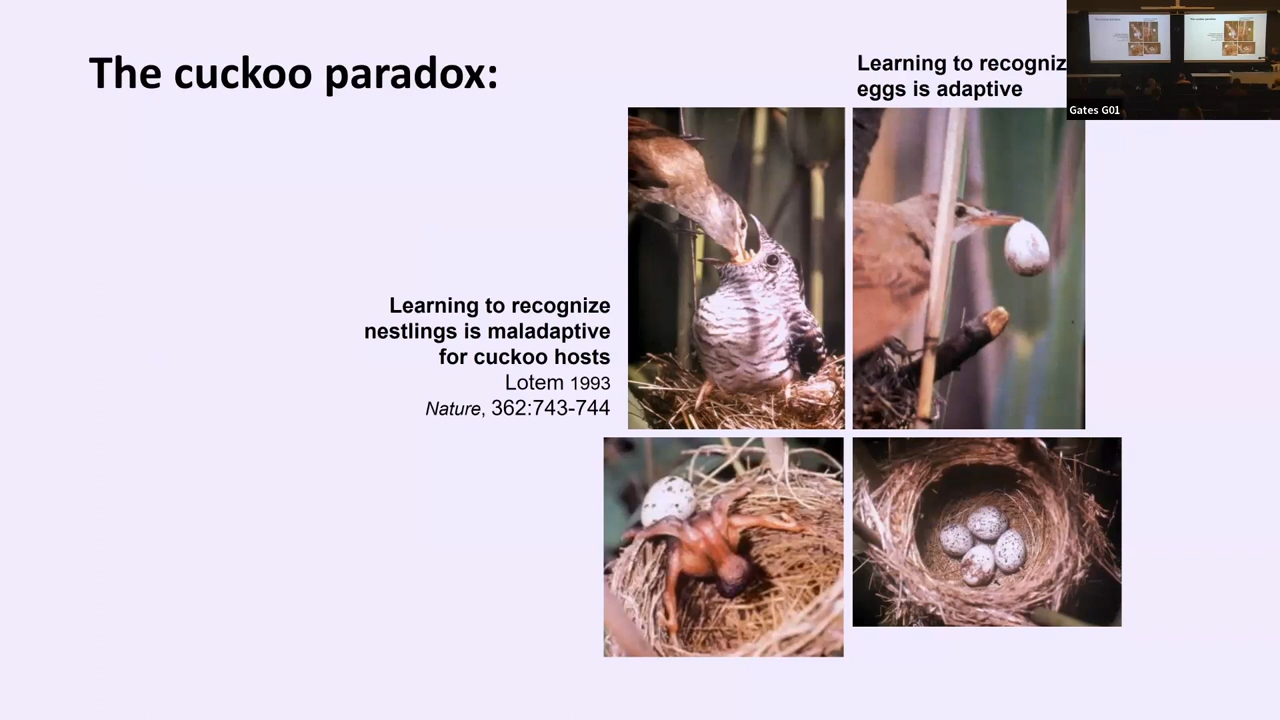 The cuckoo paradox:
Learning to recogniz
eggs is adaptive
Gates G01
Learning to recognize
nestlings is maladaptive
for cuckoo hosts
Lotem 1993
Nature, 362:743-744